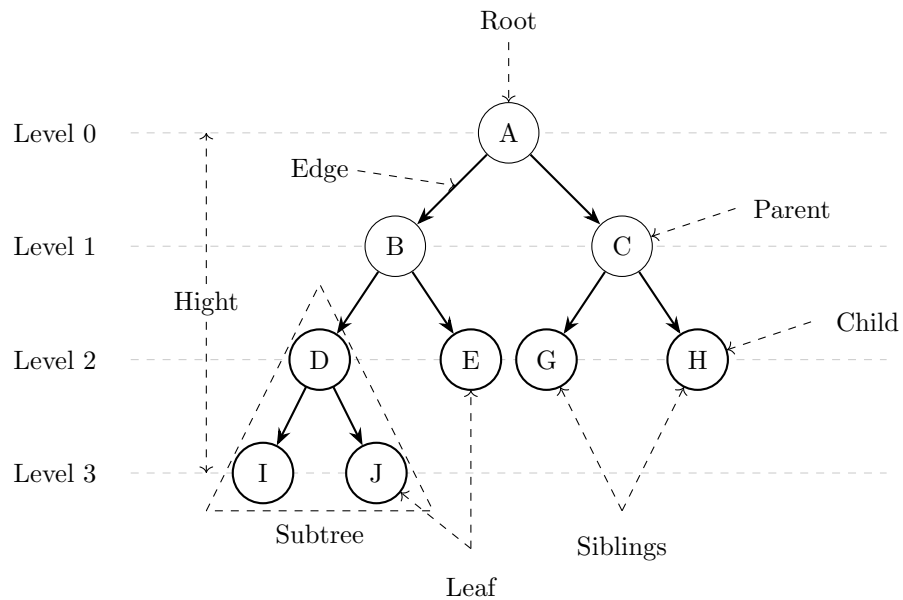 Root
Level 0
A
Edge
Parent
Level 1
B
C
Hight
Child
Level 2
D
E
G
H
Level 3
I
J
Subtree
Siblings
Leaf